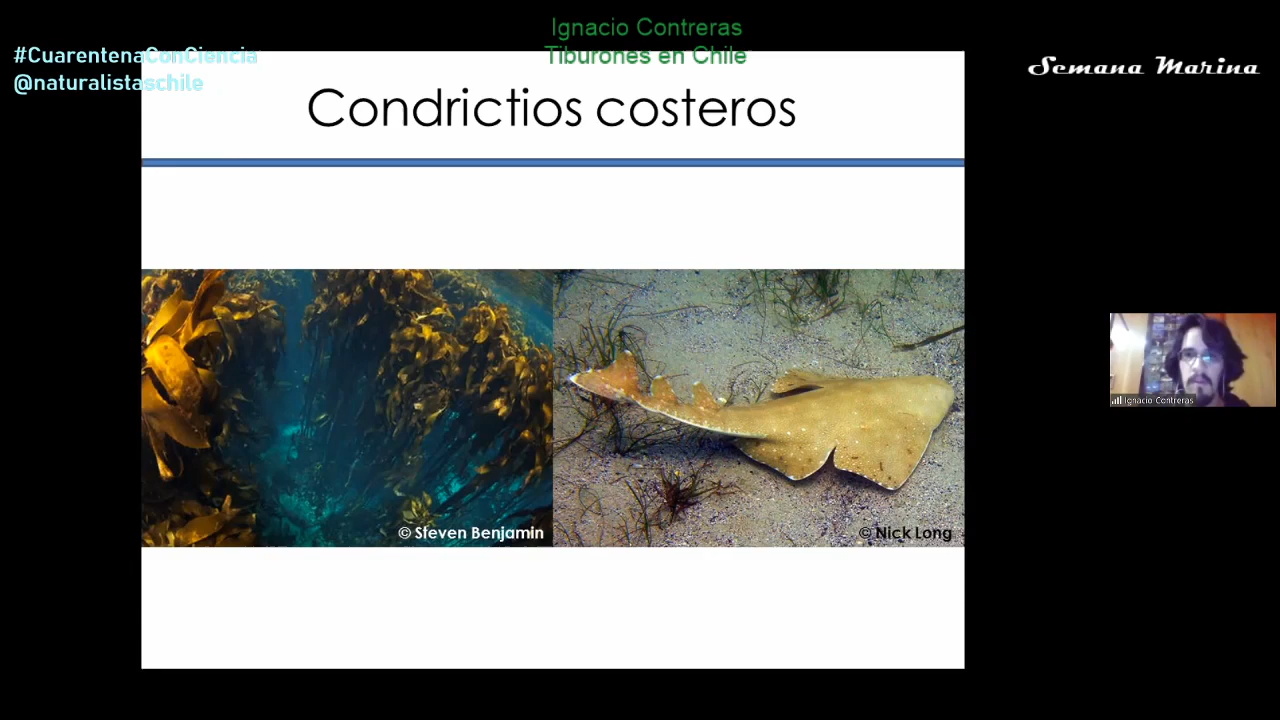 Ignacio Contreras
Tiburones en Chile
#CuarentenaConCiencia
@naturalistaschile
Semana Marina
Condrictios costeros
© Steven Benjamin
© Nick Long
Ignacio Contreras